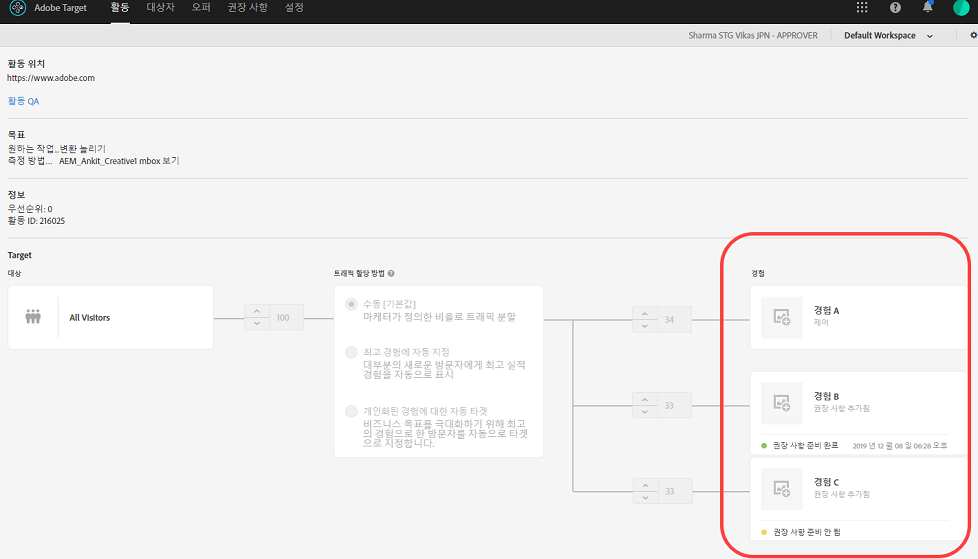 Adobe Target 활동 대상자 오퍼 권장 사항 설정
Sharma STG Vikas JPN - APPROVER Default Workspace
활동 위치
https://www.adobe.com
활동 QA
목표
원하는 작업...변환 늘리기
측정 방법... AEM_Ankit_Creative1 mbox 보기
정보
우선순위: 0
활동 ID: 216025
Target
대상
All Visitors
100
트래픽 할당 방법
수동 [기본값]
마케터가 정의한 비율로 트래픽 분할
최고 경험에 자동 지정
대부분의 새로운 방문자에게 최고 실적
경험을 자동으로 표시
개인화된 경험에 대한 자동 타겟
비즈니스 목표를 극대화하기 위해 최고
의 경험으로 한 방문자를 자동으로 타겟
으로 지정합니다.
34
33
33
경험
경험 A
제어
경험 B
권장 사항 추가됨
권장 사항 준비 완료 2019 년 12 월 08 일 06:28 오후
경험 C
권장 사항 추가됨
권장 사항 준비 안 됨